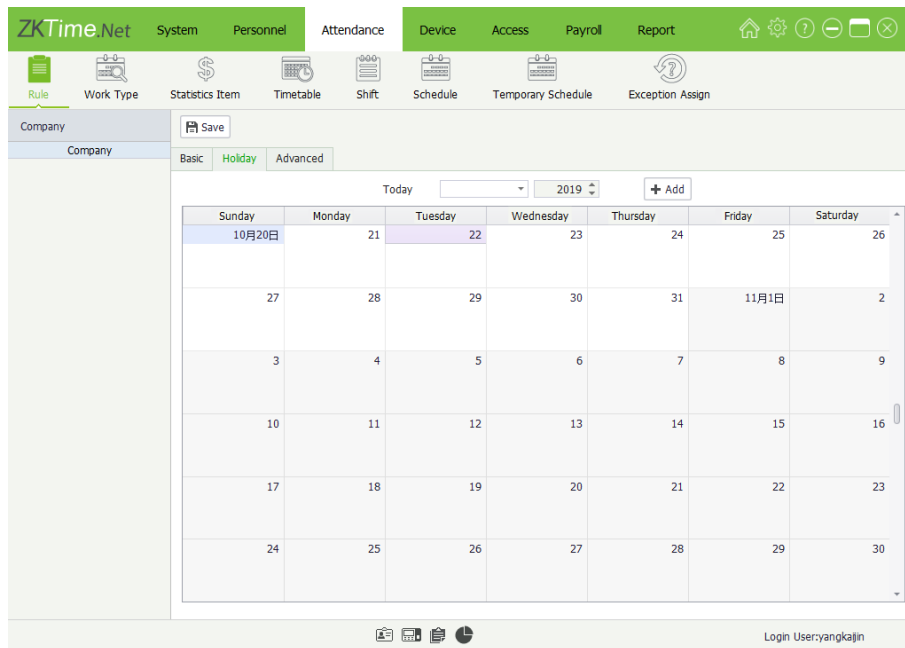 ZKTime.Net System Personnel Attendance Device Access Payroll Report
Rule Work Type Statistics Item Timetable Shift Schedule Temporary Schedule Exception Assign
Company
Save
Company
Basic Holiday Advanced
Today 2019 Add
Sunday Monday Tuesday Wednesday Thursday Friday Saturday
10月20日 21 22 23 24 25 26
27 28 29 30 31 11月1日 2
3 4 5 6 7 8 9
10 11 12 13 14 15 16
17 18 19 20 21 22 23
24 25 26 27 28 29 30
Login User:yangkaijin